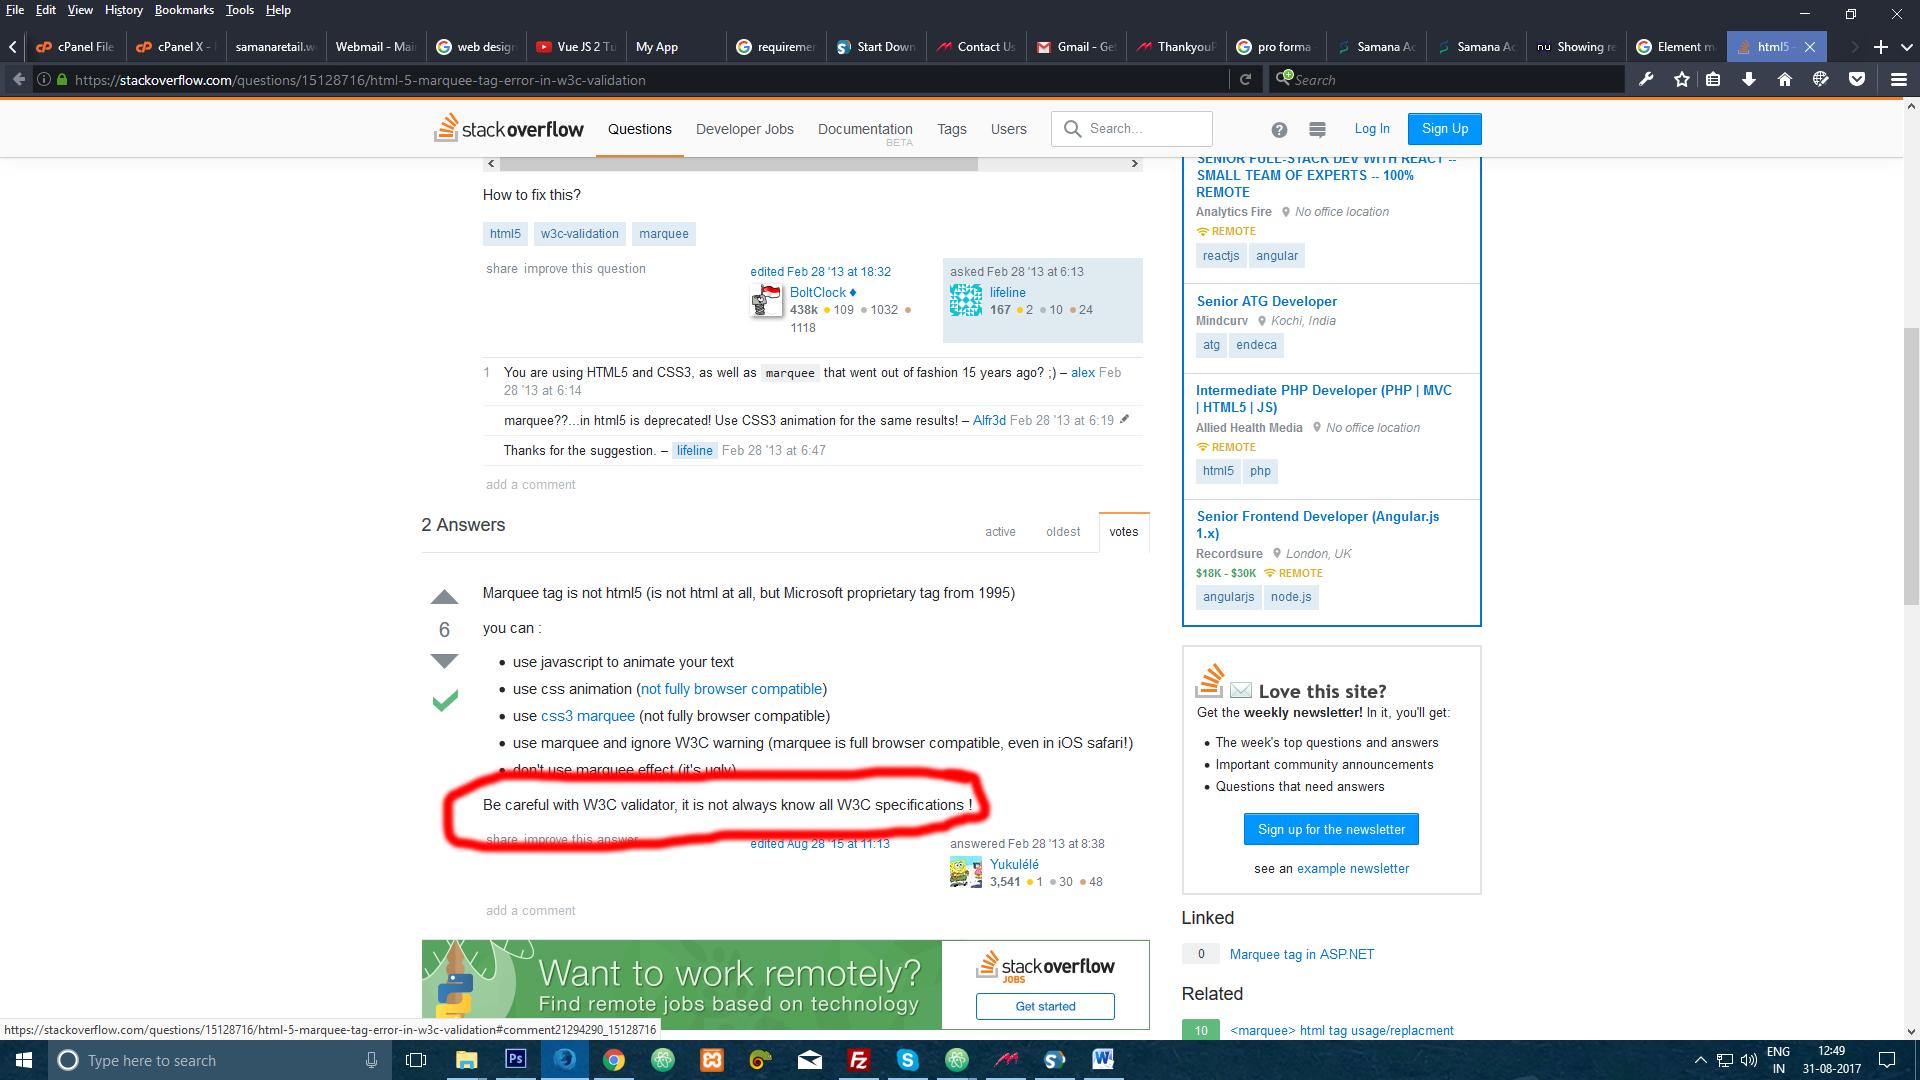 File Edit View History Bookmarks Tools Help
cPanel File
cPanel X -
samanaretail.w
Webmail - Mai
web design
Vue JS 2 Tu
My App
requiremen
Start Down
Contact Us
Gmail - Ge
ThankyouP
pro forma
Samana Ac
Samana Ac
Showing re
Element m
html5
https://stackoverflow.com/questions/15128716/html-5-marquee-tag-error-in-w3c-validation
Search
stackoverflow Questions Developer Jobs Documentation BETA Tags Users Search... Log In Sign Up
How to fix this?
html5 w3c-validation marquee
share improve this question
edited Feb 28 '13 at 18:32
BoltClock ♦
438k 109 1032
1118
asked Feb 28 '13 at 6:13
lifeline
167 2 10 24
1 You are using HTML5 and CSS3, as well as marquee that went out of fashion 15 years ago? ;) – alex Feb
28 '13 at 6:14
marquee??...in html5 is deprecated! Use CSS3 animation for the same results! – Alfr3d Feb 28 '13 at 6:19
Thanks for the suggestion. – lifeline Feb 28 '13 at 6:47
add a comment
2 Answers
active oldest votes
Marquee tag is not html5 (is not html at all, but Microsoft proprietary tag from 1995)
6
you can :
• use javascript to animate your text
• use css animation (not fully browser compatible)
• use css3 marquee (not fully browser compatible)
• use marquee and ignore W3C warning (marquee is full browser compatible, even in iOS safari!)
• don't use marquee effect (it's ugly)
Be careful with W3C validator, it is not always know all W3C specifications !
share improve this answer
edited Aug 28 '15 at 11:13
answered Feb 28 '13 at 8:38
Yukulélé
3,541 1 30 48
add a comment
Want to work remotely?
Find remote jobs based on technology
stackoverflow
JOBS
Get started
SENIOR FULL-STACK DEV WITH REACT --
SMALL TEAM OF EXPERTS -- 100%
REMOTE
Analytics Fire No office location
REMOTE
reactjs angular
Senior ATG Developer
Mindcurv Kochi, India
atg endeca
Intermediate PHP Developer (PHP | MVC
| HTML5 | JS)
Allied Health Media No office location
REMOTE
html5 php
Senior Frontend Developer (Angular.js
1.x)
Recordsure London, UK
$18K - $30K REMOTE
angularjs node.js
Love this site?
Get the weekly newsletter! In it, you'll get:
• The week's top questions and answers
• Important community announcements
• Questions that need answers
Sign up for the newsletter
see an example newsletter
Linked
0 Marquee tag in ASP.NET
Related
10 <marquee> html tag usage/replacment
https://stackoverflow.com/questions/15128716/html-5-marquee-tag-error-in-w3c-validation#comment21294290_15128716
Type here to search
ENG
IN
12:49
31-08-2017